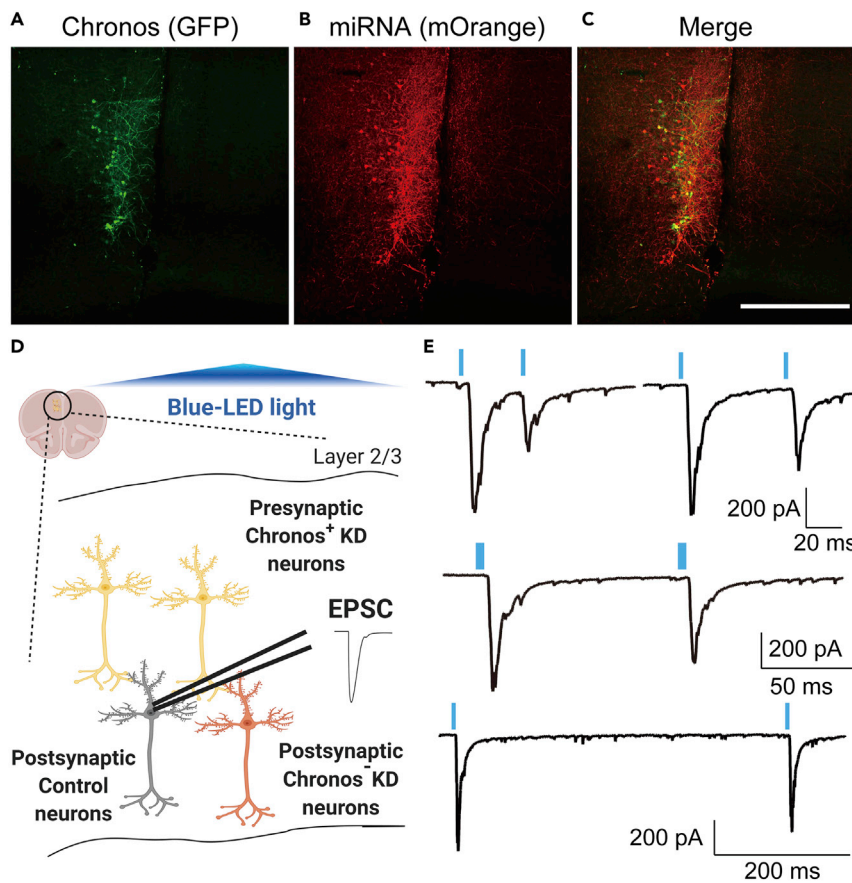 A Chronos (GFP)
B miRNA (mOrange)
C Merge
D
E
Blue-LED light
Layer 2/3
Presynaptic
Chronos⁺ KD
neurons
EPSC
Postsynaptic
Control
neurons
Postsynaptic
Chronos⁻KD
neurons
200 pA
20 ms
200 pA
50 ms
200 pA
200 ms